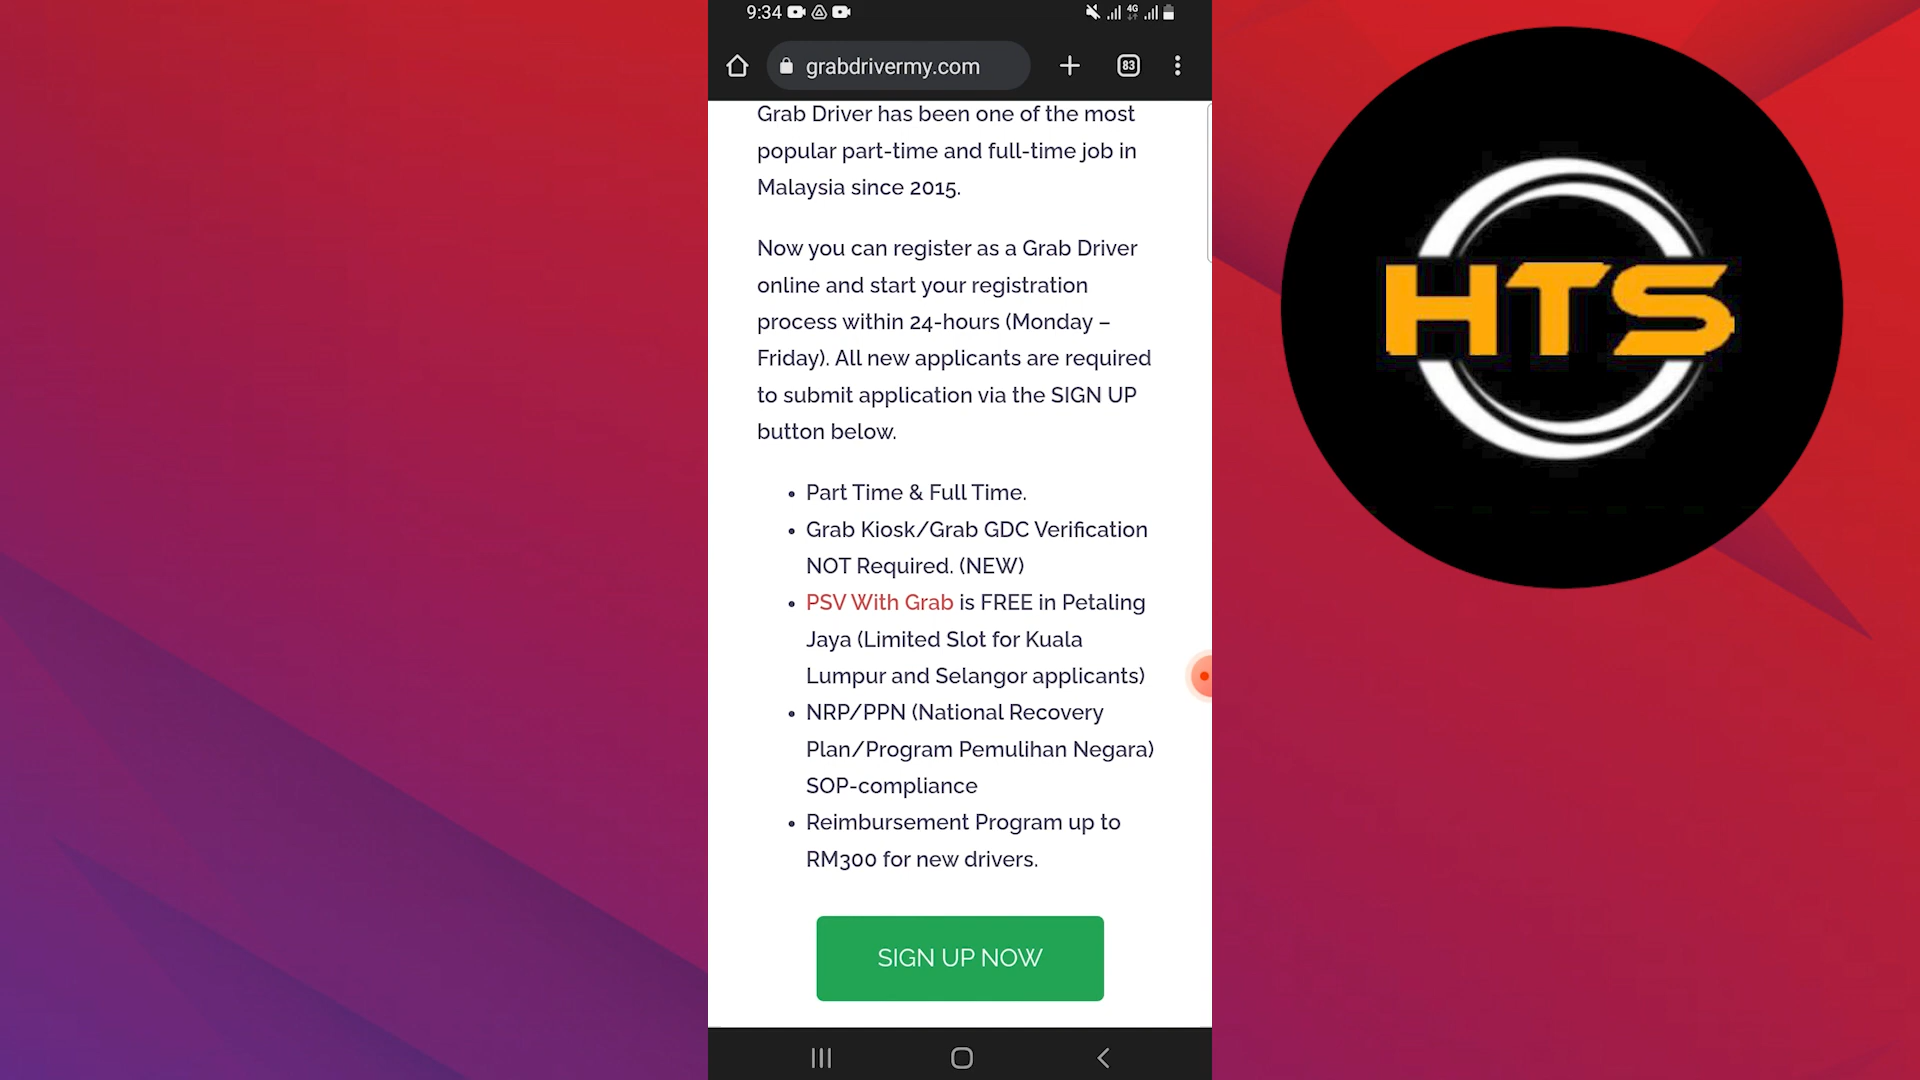 9:34
4G
grabdrivermy.com
83
Grab Driver has been one of the most
popular part-time and full-time job in
Malaysia since 2015.
Now you can register as a Grab Driver
online and start your registration
process within 24-hours (Monday –
Friday). All new applicants are required
to submit application via the SIGN UP
button below.
• Part Time & Full Time.
• Grab Kiosk/Grab GDC Verification
NOT Required. (NEW)
• PSV With Grab is FREE in Petaling
Jaya (Limited Slot for Kuala
Lumpur and Selangor applicants)
• NRP/PPN (National Recovery
Plan/Program Pemulihan Negara)
SOP-compliance
• Reimbursement Program up to
RM300 for new drivers.
SIGN UP NOW
HTS